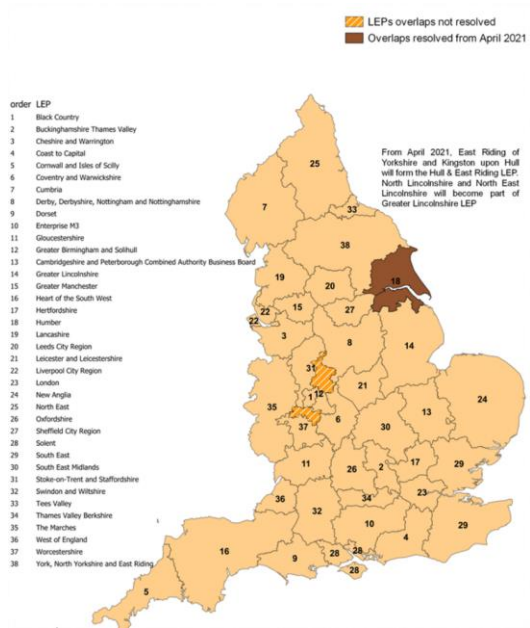 LEPs overlaps not resolved
Overlaps resolved from April 2021
order LEP
1 Black Country
2 Buckinghamshire Thames Valley
3 Cheshire and Warrington
4 Coast to Capital
5 Cornwall and Isles of Scilly
6 Coventry and Warwickshire
7 Cumbria
8 Derby, Derbyshire, Nottingham and Nottinghamshire
9 Dorset
10 Enterprise M3
11 Gloucestershire
12 Greater Birmingham and Solihull
13 Cambridgeshire and Peterborough Combined Authority Business Board
14 Greater Lincolnshire
15 Greater Manchester
16 Heart of the South West
17 Hertfordshire
18 Humber
19 Lancashire
20 Leeds City Region
21 Leicester and Leicestershire
22 Liverpool City Region
23 London
24 New Anglia
25 North East
26 Oxfordshire
27 Sheffield City Region
28 Solent
29 South East
30 South East Midlands
31 Stoke-on-Trent and Staffordshire
32 Swindon and Wiltshire
33 Tees Valley
34 Thames Valley Berkshire
35 The Marches
36 West of England
37 Worcestershire
38 York, North Yorkshire and East Riding
From April 2021, East Riding of
Yorkshire and Kingston upon Hull
will form the Hull & East Riding LEP.
North Lincolnshire and North East
Lincolnshire will become part of
Greater Lincolnshire LEP
25
7
33
38
18
19
20
22
15
27
22
3
8
14
31
21
24
1
12
35
13
6
37
30
11
26
2
17
29
36
34
23
32
10
29
16
4
28
28
9
28
5